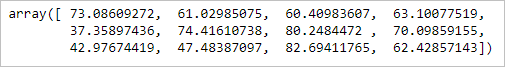 array([ 73.08609272,  61.02985075,  60.40983607,  63.10077519,
        37.35897436,  74.41610738,  80.2484472 ,  70.09859155,
        42.97674419,  47.48387097,  82.69411765,  62.42857143])